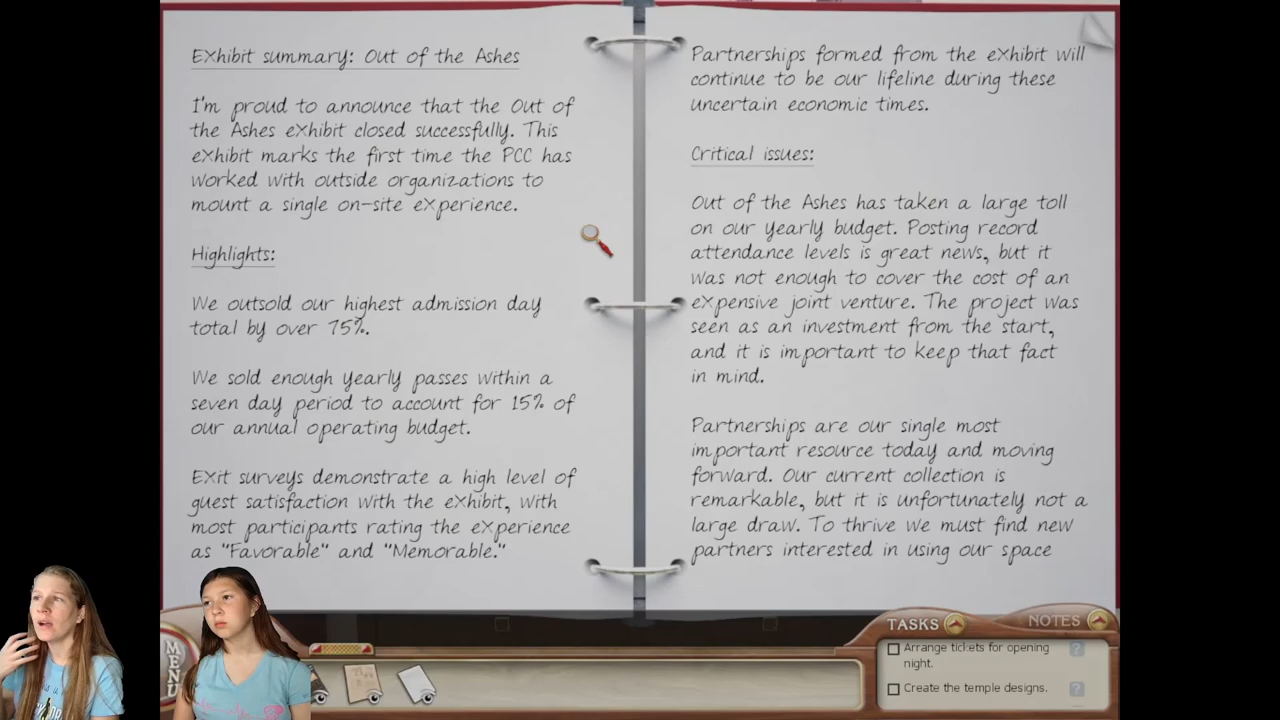 Exhibit summary: Out of the Ashes
I'm proud to announce that the Out of
the Ashes exhibit closed successfully. This
exhibit marks the first time the PCC has
worked with outside organizations to
mount a single on-site experience.
Highlights:
We outsold our highest admission day
total by over 75%.
We sold enough yearly passes within a
seven day period to account for 15% of
our annual operating budget.
Exit surveys demonstrate a high level of
guest satisfaction with the exhibit, with
most participants rating the experience
as "Favorable" and "Memorable."
Partnerships formed from the exhibit will
continue to be our lifeline during these
uncertain economic times.
Critical issues:
Out of the Ashes has taken a large toll
on our yearly budget. Posting record
attendance levels is great news, but it
was not enough to cover the cost of an
expensive joint venture. The project was
seen as an investment from the start,
and it is important to keep that fact
in mind.
Partnerships are our single most
important resource today and moving
forward. Our current collection is
remarkable, but it is unfortunately not a
large draw. To thrive we must find new
partners interested in using our space
MENU
TASKS
NOTES
Arrange tickets for opening
night.
?
Create the temple designs.
?